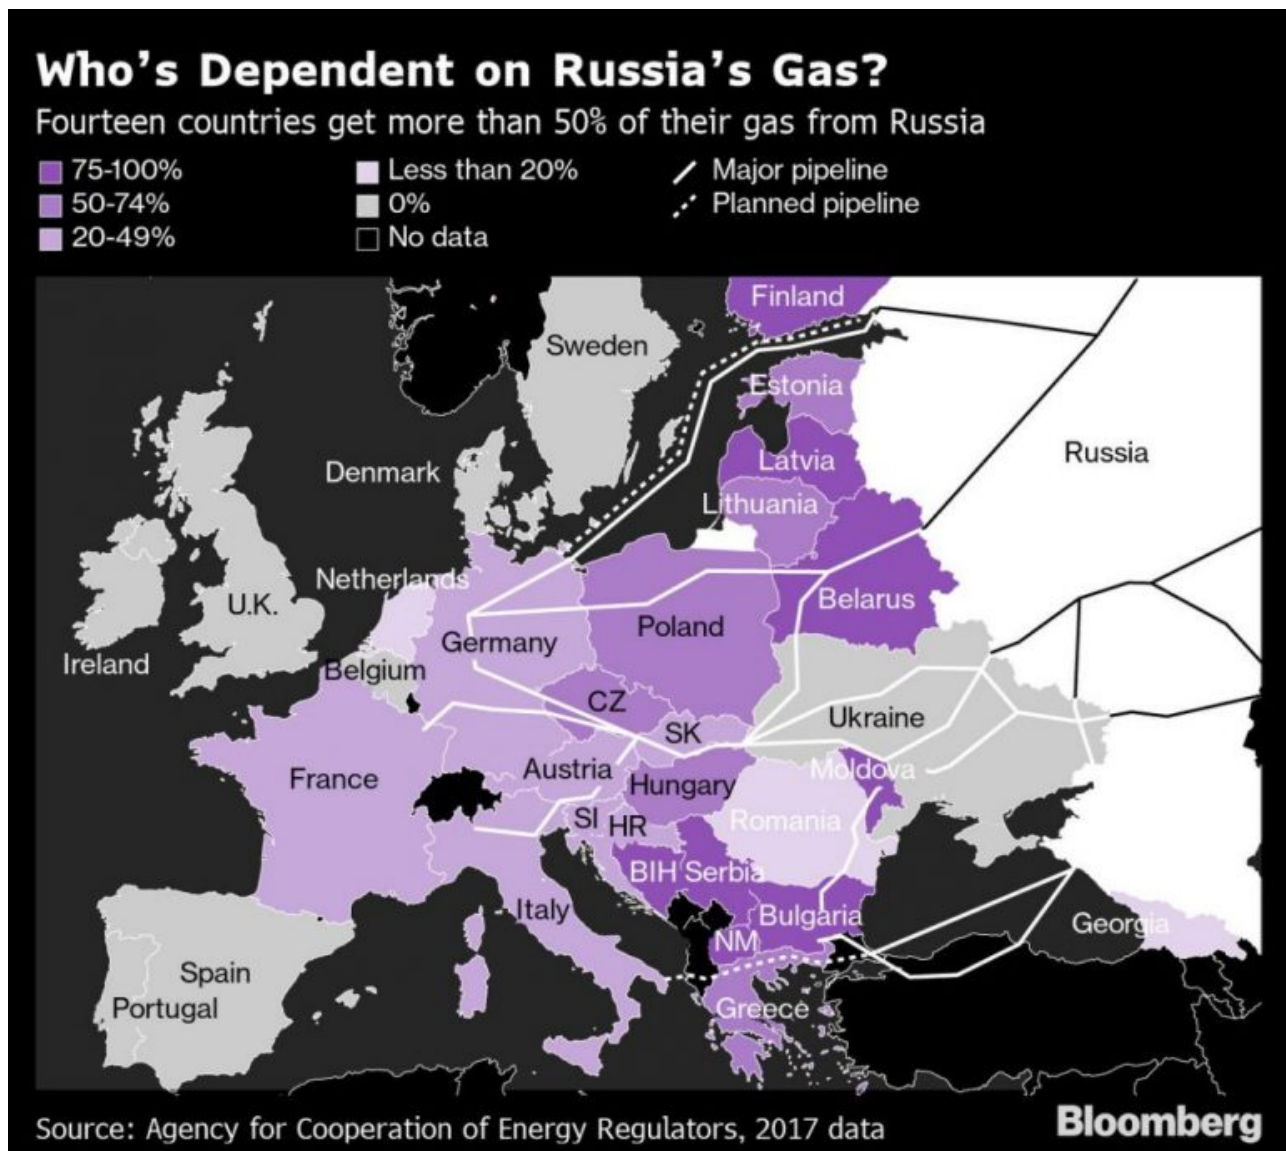 Who's Dependent on Russia's Gas?
Fourteen countries get more than 50% of their gas from Russia
75-100%
Less than 20%
Major pipeline
50-74%
0%
Planned pipeline
20-49%
No data
Finland
Sweden
Estonia
Russia
Latvia
Denmark
Lithuania
Netherlands
Belarus
U.K.
Poland
Germany
Ireland
Belgium
CZ
Ukraine
SK
Austria
Moldova
France
Hungary
SI
HR
Romania
BIH
Serbia
Italy
Bulgaria
Georgia
NM
Spain
Portugal
Greece
Source: Agency for Cooperation of Energy Regulators, 2017 data
Bloomberg